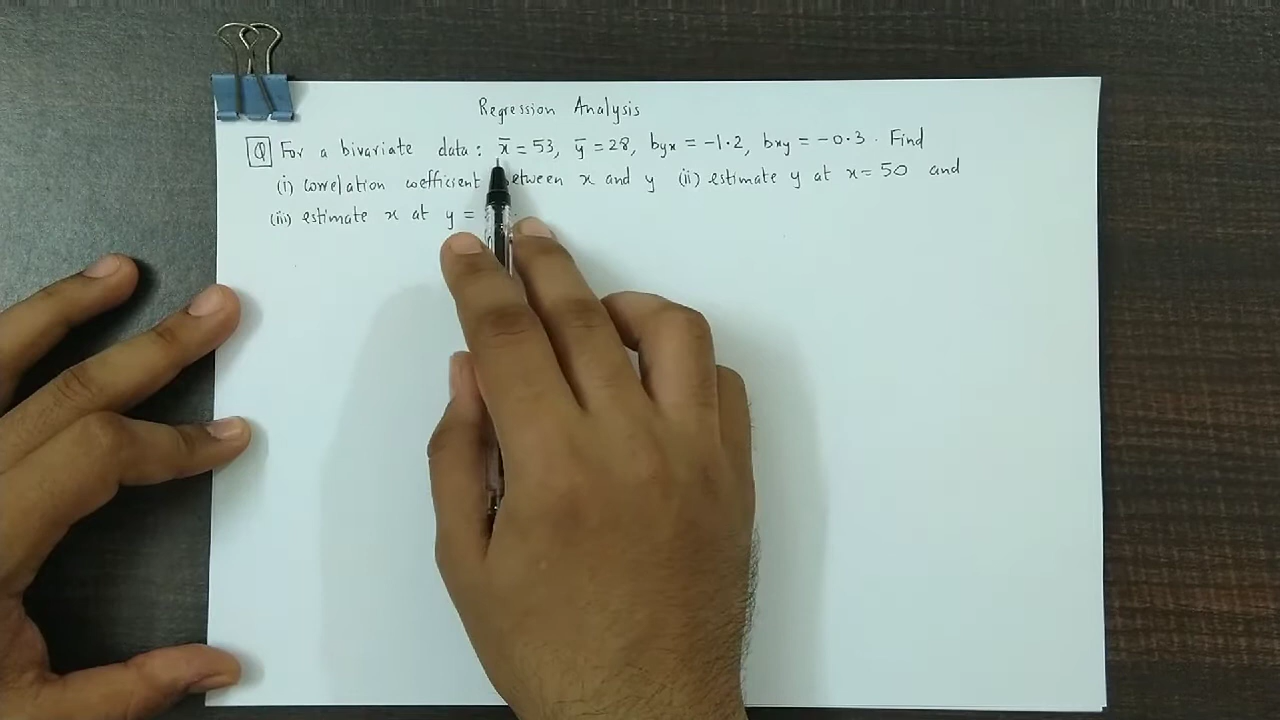 Regression Analysis
Q For a bivariate data: x̄ = 53, ȳ = 28, byx = -1.2, bxy = -0.3. Find
(i) correlation coefficient between x and y (ii) estimate y at x = 50 and
(iii) estimate x at y =